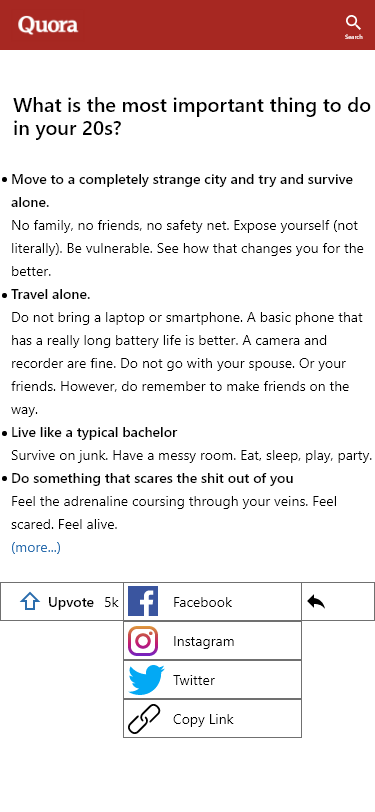 Quora
Search
What is the most important thing to do
in your 20s?
• Move to a completely strange city and try and survive
alone.
No family, no friends, no safety net. Expose yourself (not
literally). Be vulnerable. See how that changes you for the
better.
• Travel alone.
Do not bring a laptop or smartphone. A basic phone that
has a really long battery life is better. A camera and
recorder are fine. Do not go with your spouse. Or your
friends. However, do remember to make friends on the
way.
• Live like a typical bachelor
Survive on junk. Have a messy room. Eat, sleep, play, party.
• Do something that scares the shit out of you
Feel the adrenaline coursing through your veins. Feel
scared. Feel alive.
(more...)
Upvote 5k
Facebook
Instagram
Twitter
Copy Link